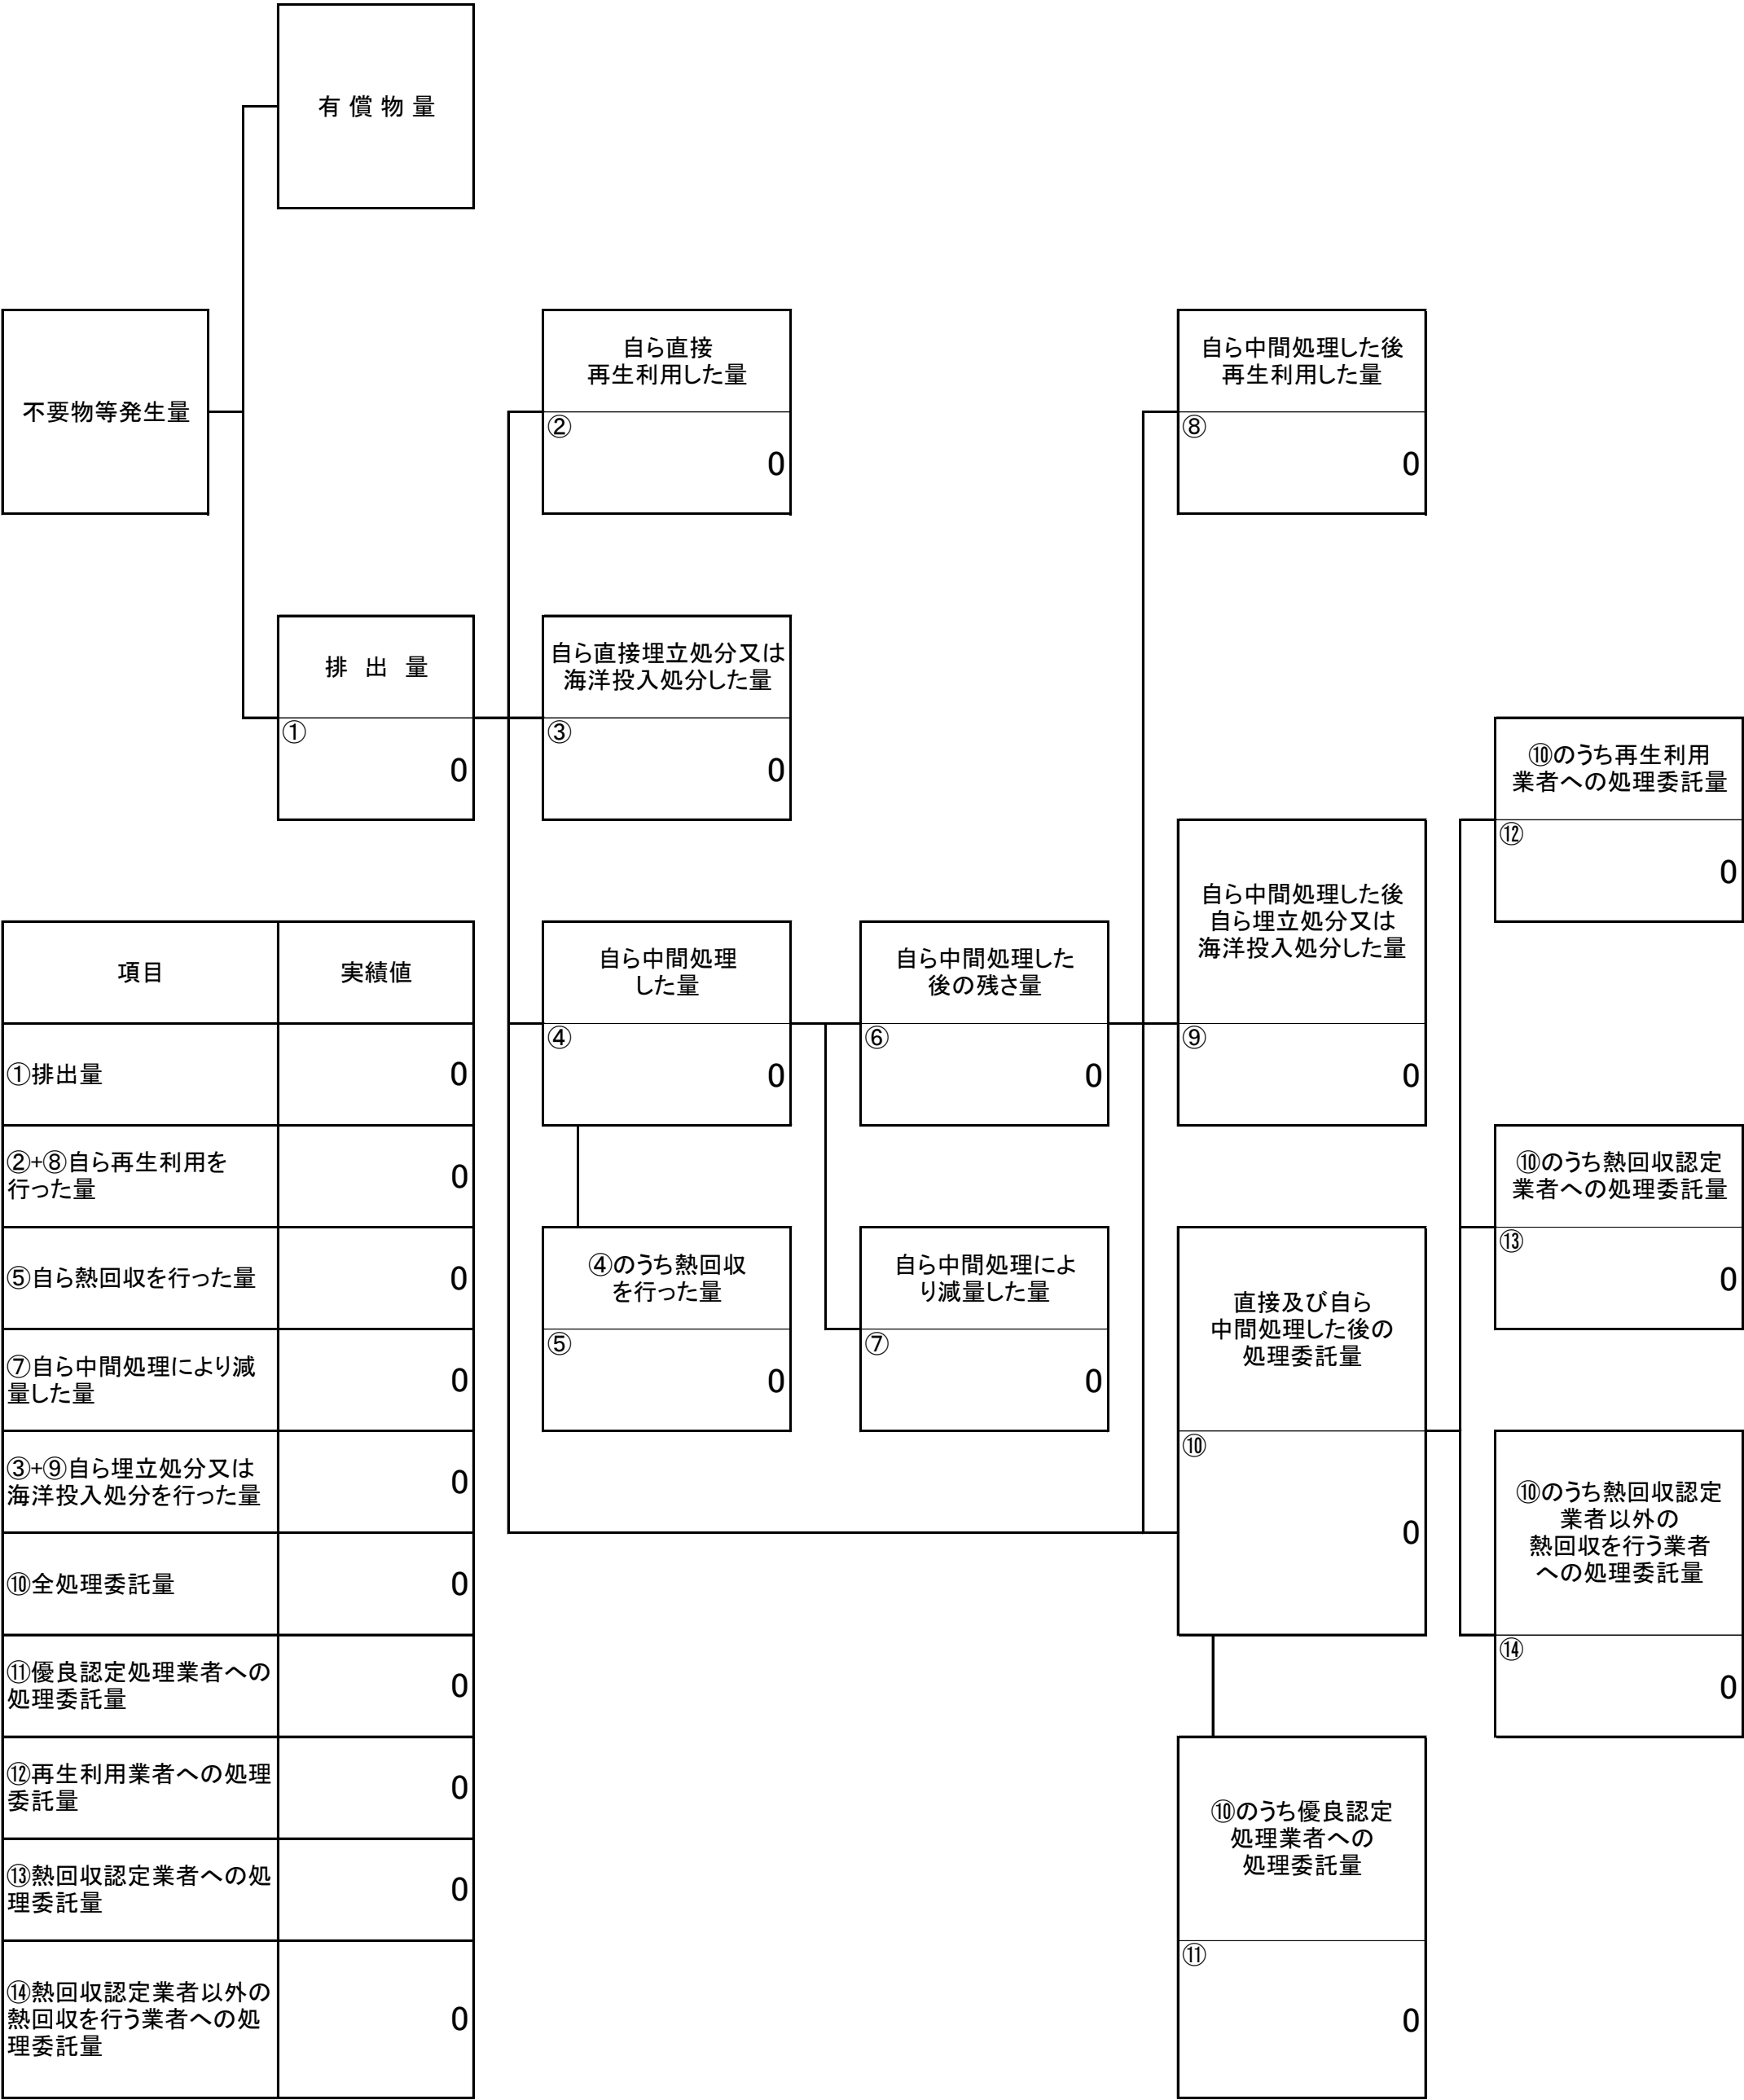 有 償 物 量
不要物等発生量
自ら直接
再生利用した量
②
0
自ら中間処理した後
再生利用した量
⑧
0
排 出 量
①
0
自ら直接埋立処分又は
海洋投入処分した量
③
0
⑩のうち再生利用
業者への処理委託量
⑫
0
自ら中間処理した後
自ら埋立処分又は
海洋投入処分した量
⑨
0
自ら中間処理
した量
④
0
自ら中間処理した
後の残さ量
⑥
0
⑩のうち熱回収認定
業者への処理委託量
⑬
0
④のうち熱回収
を行った量
⑤
0
自ら中間処理によ
り減量した量
⑦
0
直接及び自ら
中間処理した後の
処理委託量
⑩
0
⑩のうち熱回収認定
業者以外の
熱回収を行う業者
への処理委託量
⑭
0
⑩のうち優良認定
処理業者への
処理委託量
⑪
0
項目 実績値
①排出量 0
②+⑧自ら再生利用を
行った量 0
⑤自ら熱回収を行った量 0
⑦自ら中間処理により減
量した量 0
③+⑨自ら埋立処分又は
海洋投入処分を行った量 0
⑩全処理委託量 0
⑪優良認定処理業者への
処理委託量 0
⑫再生利用業者への処理
委託量 0
⑬熱回収認定業者への処
理委託量 0
⑭熱回収認定業者以外の
熱回収を行う業者への処
理委託量 0